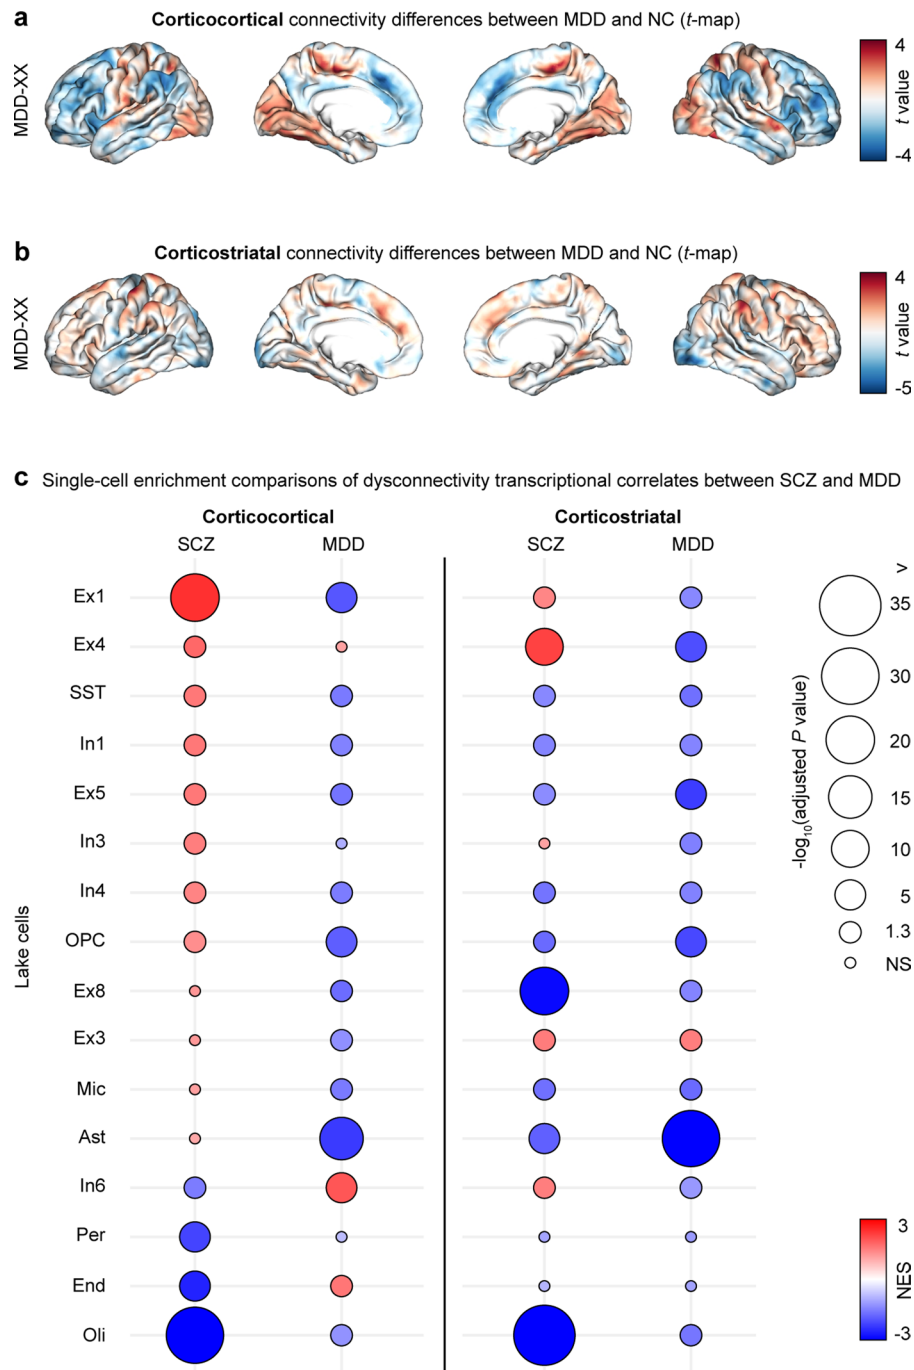 a Corticocortical connectivity differences between MDD and NC (t-map)
MDD-XX
4
t value
-4
b Corticostriatal connectivity differences between MDD and NC (t-map)
MDD-XX
4
t value
-5
c Single-cell enrichment comparisons of dysconnectivity transcriptional correlates between SCZ and MDD
Corticocortical Corticostriatal
SCZ MDD SCZ MDD
Lake cells
Ex1
Ex4
SST
In1
Ex5
In3
In4
OPC
Ex8
Ex3
Mic
Ast
In6
Per
End
Oli
-log10(adjusted P value)
>
35
30
20
15
10
5
1.3
NS
3
NES
-3